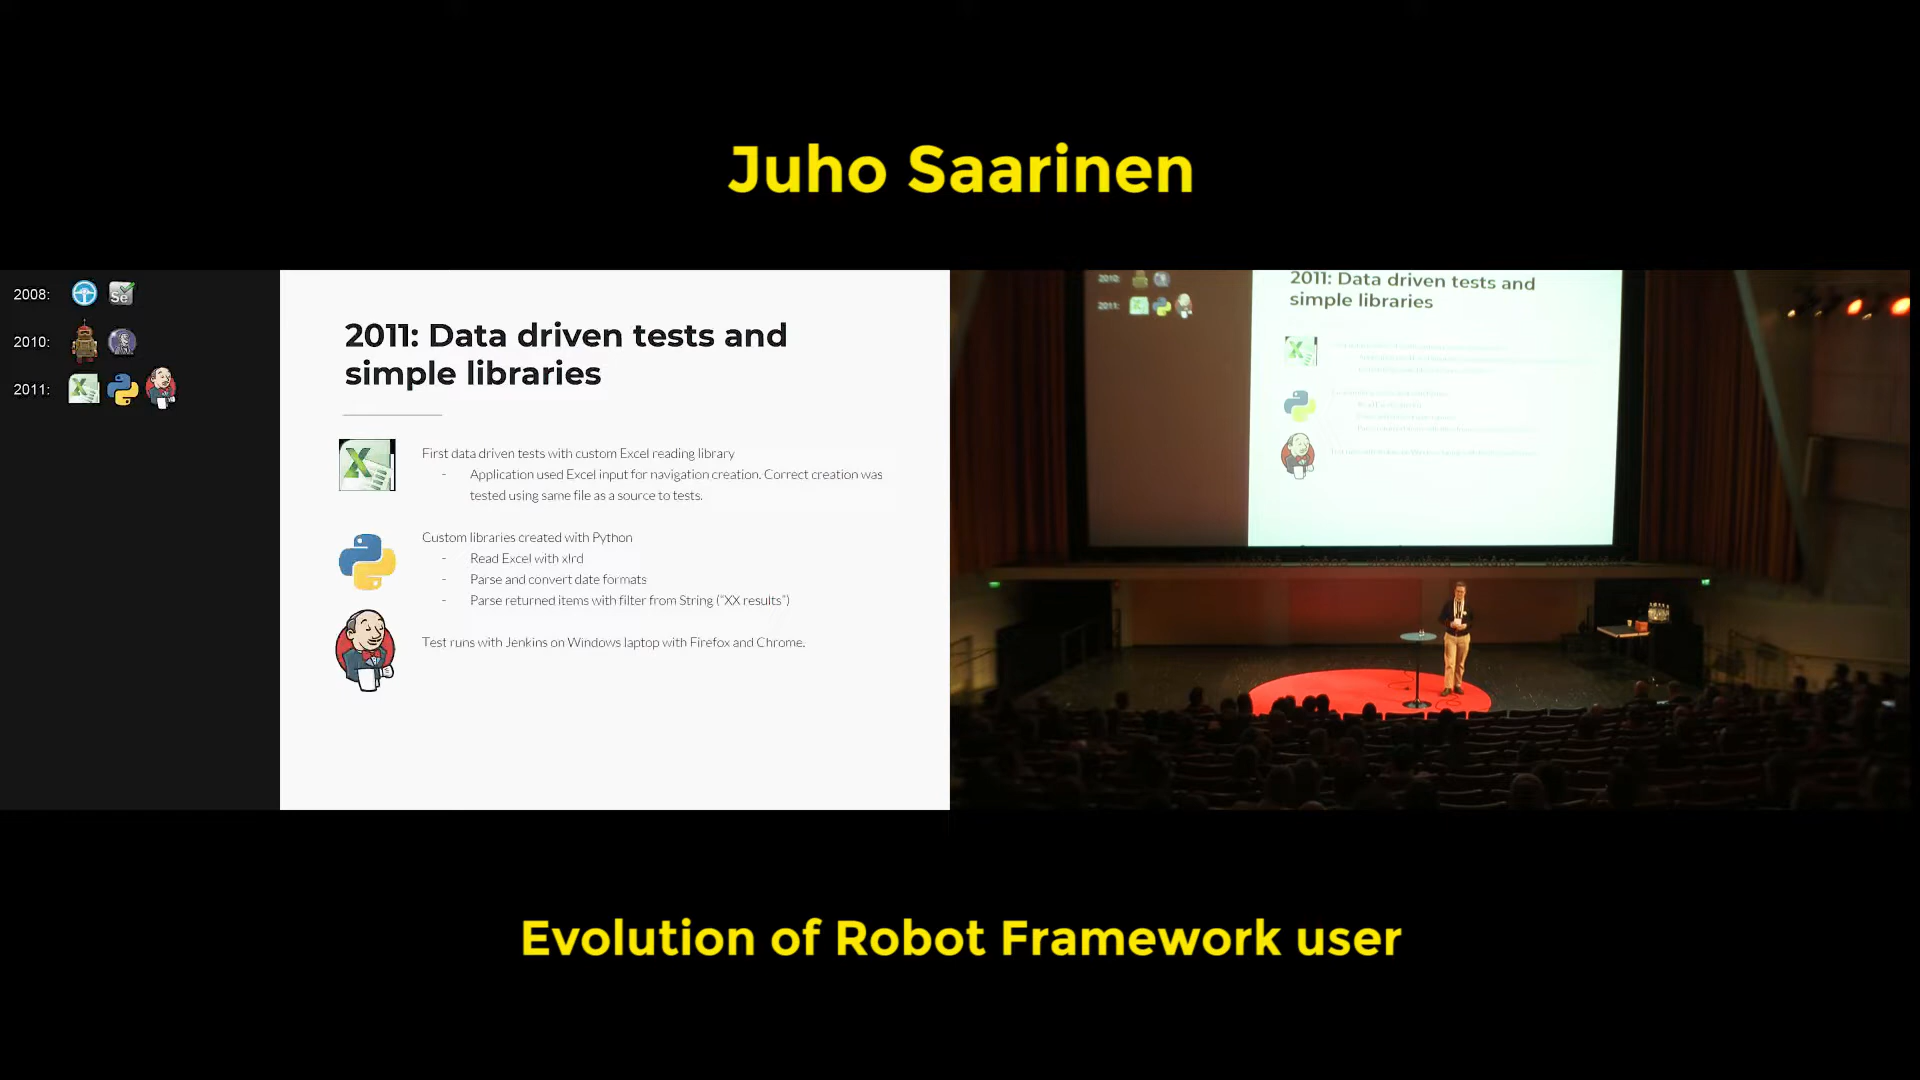 Juho Saarinen
2008:
Se
2010:
2011:
2011: Data driven tests and
simple libraries
First data driven tests with custom Excel reading library
- Application used Excel input for navigation creation. Correct creation was
tested using same file as a source to tests.
Custom libraries created with Python
- Read Excel with xlrd
- Parse and convert date formats
- Parse returned items with filter from String (“XX results”)
Test runs with Jenkins on Windows laptop with Firefox and Chrome.
2010:
2011:
2011: Data driven tests and
simple libraries
Evolution of Robot Framework user